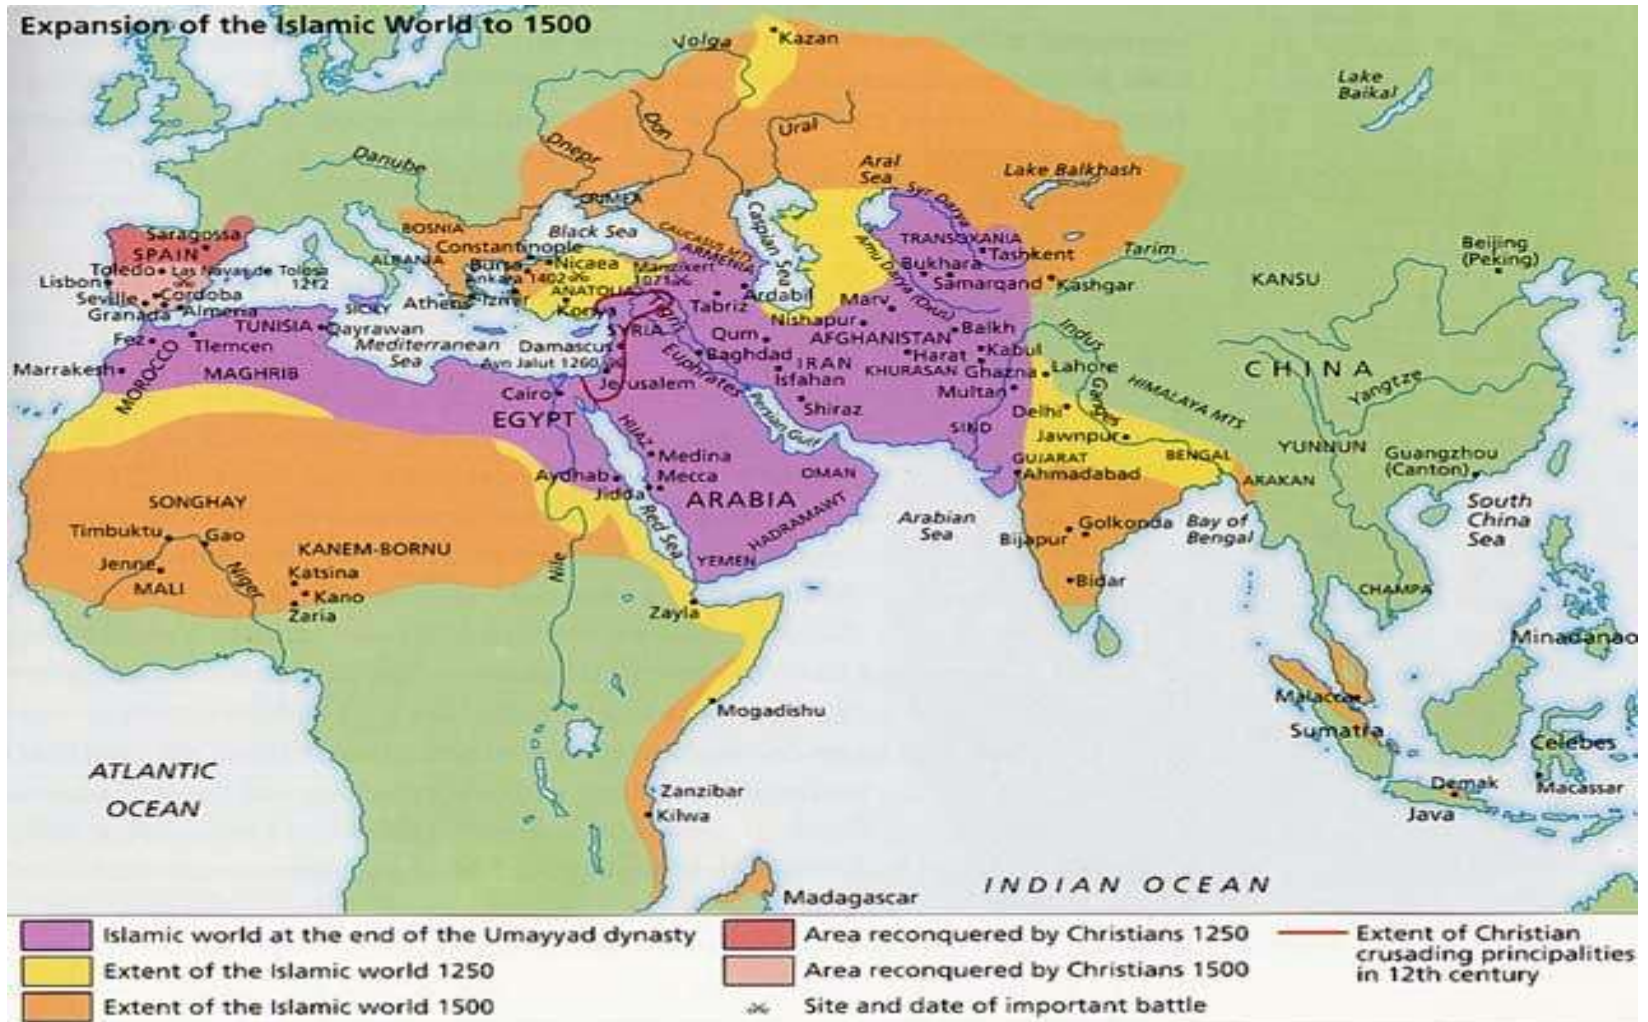 Expansion of the Islamic World to 1500
Volga
Kazan
Lake
Baikal
Don
Ural
Dnepr
Danube
Aral
Sea
Lake Balkhash
Syr Darya
CRIMEA
Caspian Sea
BOSNIA
Black Sea
CAUCASUS MTS
Saragossa
SPAIN
Constantinople
ALBANIA
ARMENIA
TRANSOXANIA
Tashkent
Tarim
Beijing
(Peking)
Toledo
Las Navas de Tolosa
1212
Bursa
Nicaea
Manzikert
1071
Ankara 1402
Amu Darya (Oxus)
Bukhara
Samarqand
Kashgar
KANSU
Lisbon
Cordoba
Seville
Granada
Almeria
SICILY
Athens
Izmer
ANATOLIA
Konya
Tabriz
Ardabil
Marv
Nishapur
TUNISIA
Qayrawan
Mediterranean
Sea
SYRIA
Tigris
Qum
AFGHANISTAN
Balkh
Indus
Fez
Tlemcen
Damascus
Ayn Jalut 1260
Euphrates
Baghdad
IRAN
Harat
Kabul
Marrakesh
MOROCCO
MAGHRIB
Jerusalem
Isfahan
KHURASAN
Ghazna
Lahore
CHINA
Cairo
EGYPT
Shiraz
Multan
Ganges
HIMALAYA MTS
Yangtze
Persian Gulf
Delhi
HIJAZ
SIND
Jawnpur
YUNNUN
Medina
GUJARAT
BENGAL
Guangzhou
(Canton)
Aydhab
Mecca
OMAN
Ahmadabad
ARAKAN
Jidda
ARABIA
SONGHAY
Red Sea
HADRAMAWT
Arabian
Sea
Golkonda
Bay of
Bengal
South
China
Sea
Timbuktu
Gao
KANEM-BORNU
Nile
YEMEN
Bijapur
Jenne
MALI
Niger
Katsina
Kano
Zaria
Bidar
CHAMPA
Zayla
Minadanao
Mogadishu
Malacca
Sumatra
Celebes
ATLANTIC
OCEAN
Zanzibar
Kilwa
Demak
Java
Macassar
Madagascar
INDIAN OCEAN
Islamic world at the end of the Umayyad dynasty
Extent of the Islamic world 1250
Extent of the Islamic world 1500
Area reconquered by Christians 1250
Area reconquered by Christians 1500
Site and date of important battle
Extent of Christian
crusading principalities
in 12th century